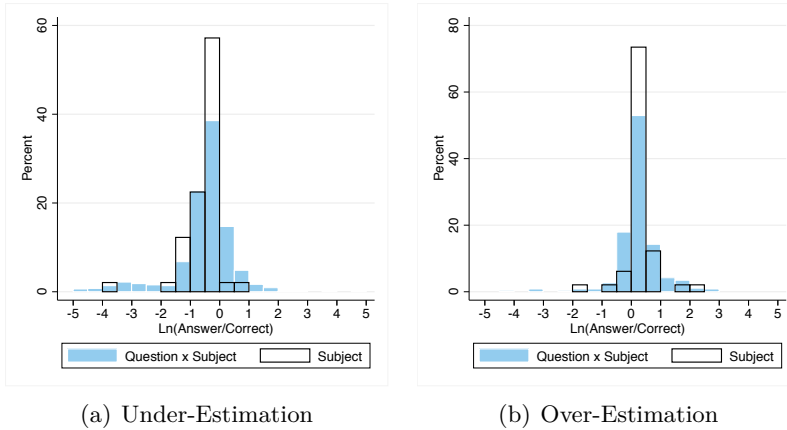 60
40
20
0
Percent
-5 -4 -3 -2 -1 0 1 2 3 4 5
Ln(Answer/Correct)
Question x Subject Subject
(a) Under-Estimation
80
60
40
20
0
Percent
-5 -4 -3 -2 -1 0 1 2 3 4 5
Ln(Answer/Correct)
Question x Subject Subject
(b) Over-Estimation